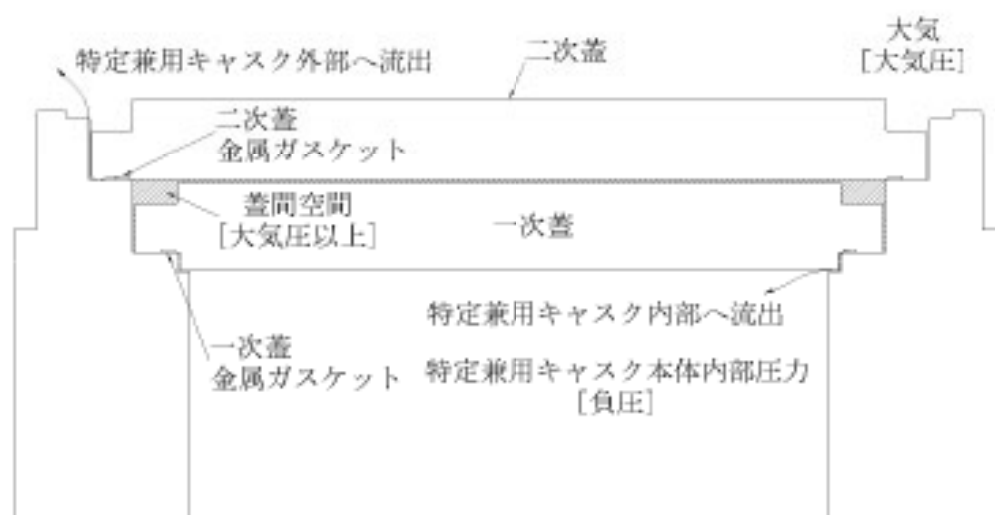 大気
[大気圧]
二次蓋
特定兼用キャスク外部へ流出
二次蓋
金属ガスケット
蓋間空間
[大気圧以上]
一次蓋
特定兼用キャスク内部へ流出
一次蓋
金属ガスケット
特定兼用キャスク本体内部圧力
[負圧]